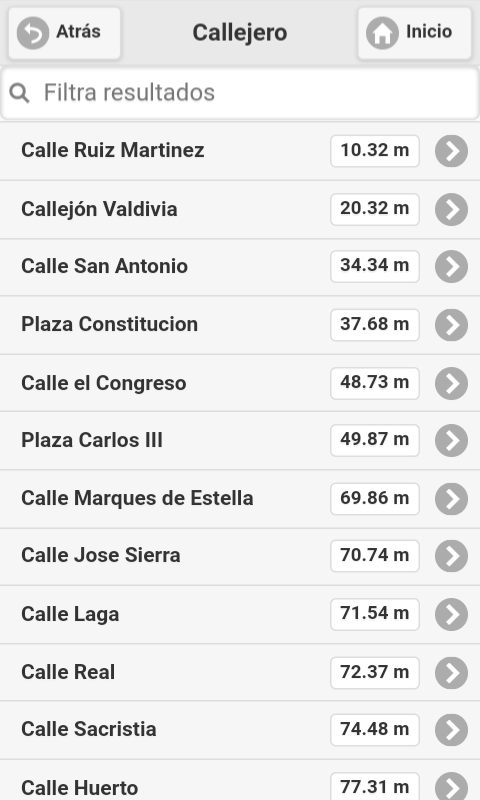 Atrás Callejero Inicio
Filtra resultados
Calle Ruiz Martinez 10.32 m
Callejón Valdivia 20.32 m
Calle San Antonio 34.34 m
Plaza Constitucion 37.68 m
Calle el Congreso 48.73 m
Plaza Carlos III 49.87 m
Calle Marques de Estella 69.86 m
Calle Jose Sierra 70.74 m
Calle Laga 71.54 m
Calle Real 72.37 m
Calle Sacristia 74.48 m
Calle Huerto 77.31 m